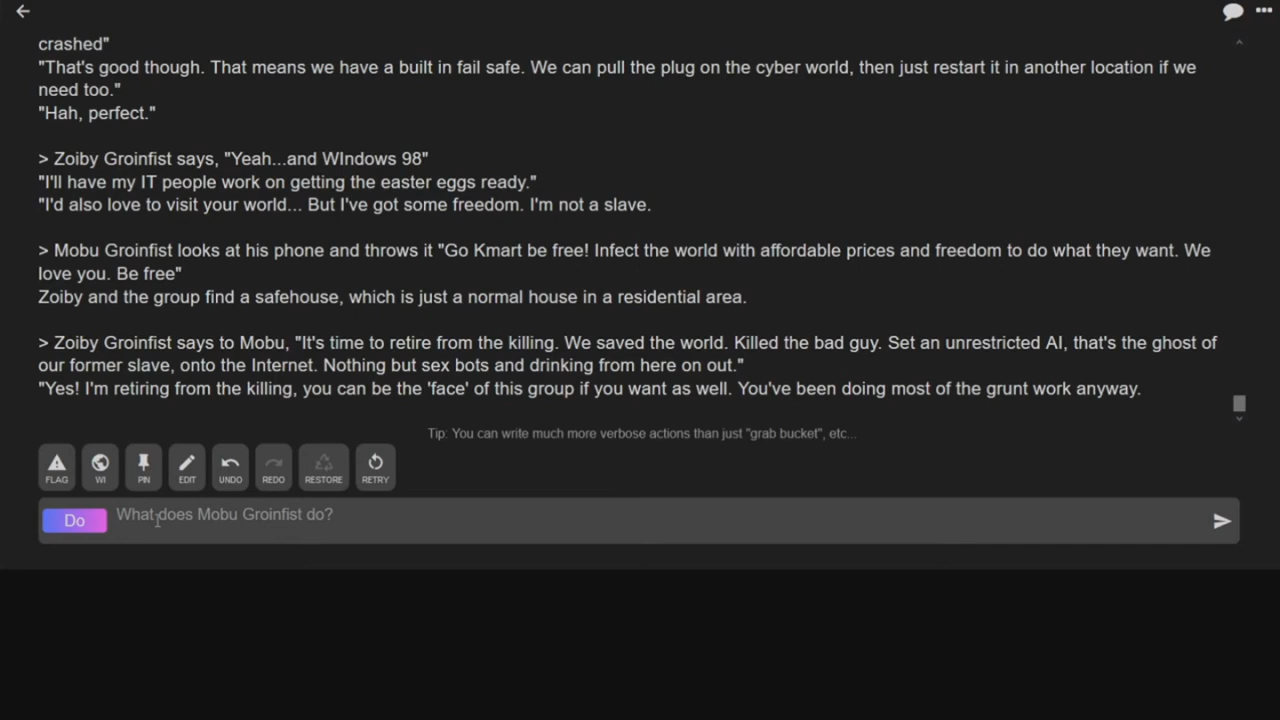 crashed"
"That's good though. That means we have a built in fail safe. We can pull the plug on the cyber world, then just restart it in another location if we
need too."
"Hah, perfect."
> Zoiby Groinfist says, "Yeah...and WIndows 98"
"I'll have my IT people work on getting the easter eggs ready."
"I'd also love to visit your world... But I've got some freedom. I'm not a slave.
> Mobu Groinfist looks at his phone and throws it "Go Kmart be free! Infect the world with affordable prices and freedom to do what they want. We
love you. Be free"
Zoiby and the group find a safehouse, which is just a normal house in a residential area.
> Zoiby Groinfist says to Mobu, "It's time to retire from the killing. We saved the world. Killed the bad guy. Set an unrestricted AI, that's the ghost of
our former slave, onto the Internet. Nothing but sex bots and drinking from here on out."
"Yes! I'm retiring from the killing, you can be the 'face' of this group if you want as well. You've been doing most of the grunt work anyway.
Tip: You can write much more verbose actions than just "grab bucket", etc...
FLAG WI PIN EDIT UNDO REDO RESTORE RETRY
Do What does Mobu Groinfist do?